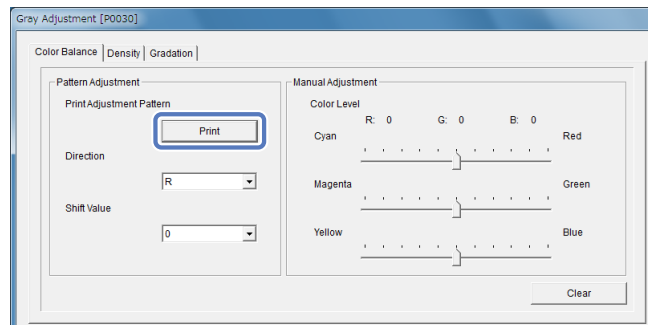 Gray Adjustment [P0030]
Color Balance Density Gradation
Pattern Adjustment
Print Adjustment Pattern
Print
Direction
R
Shift Value
0
Manual Adjustment
Color Level
R: 0 G: 0 B: 0
Cyan Red
Magenta Green
Yellow Blue
Clear